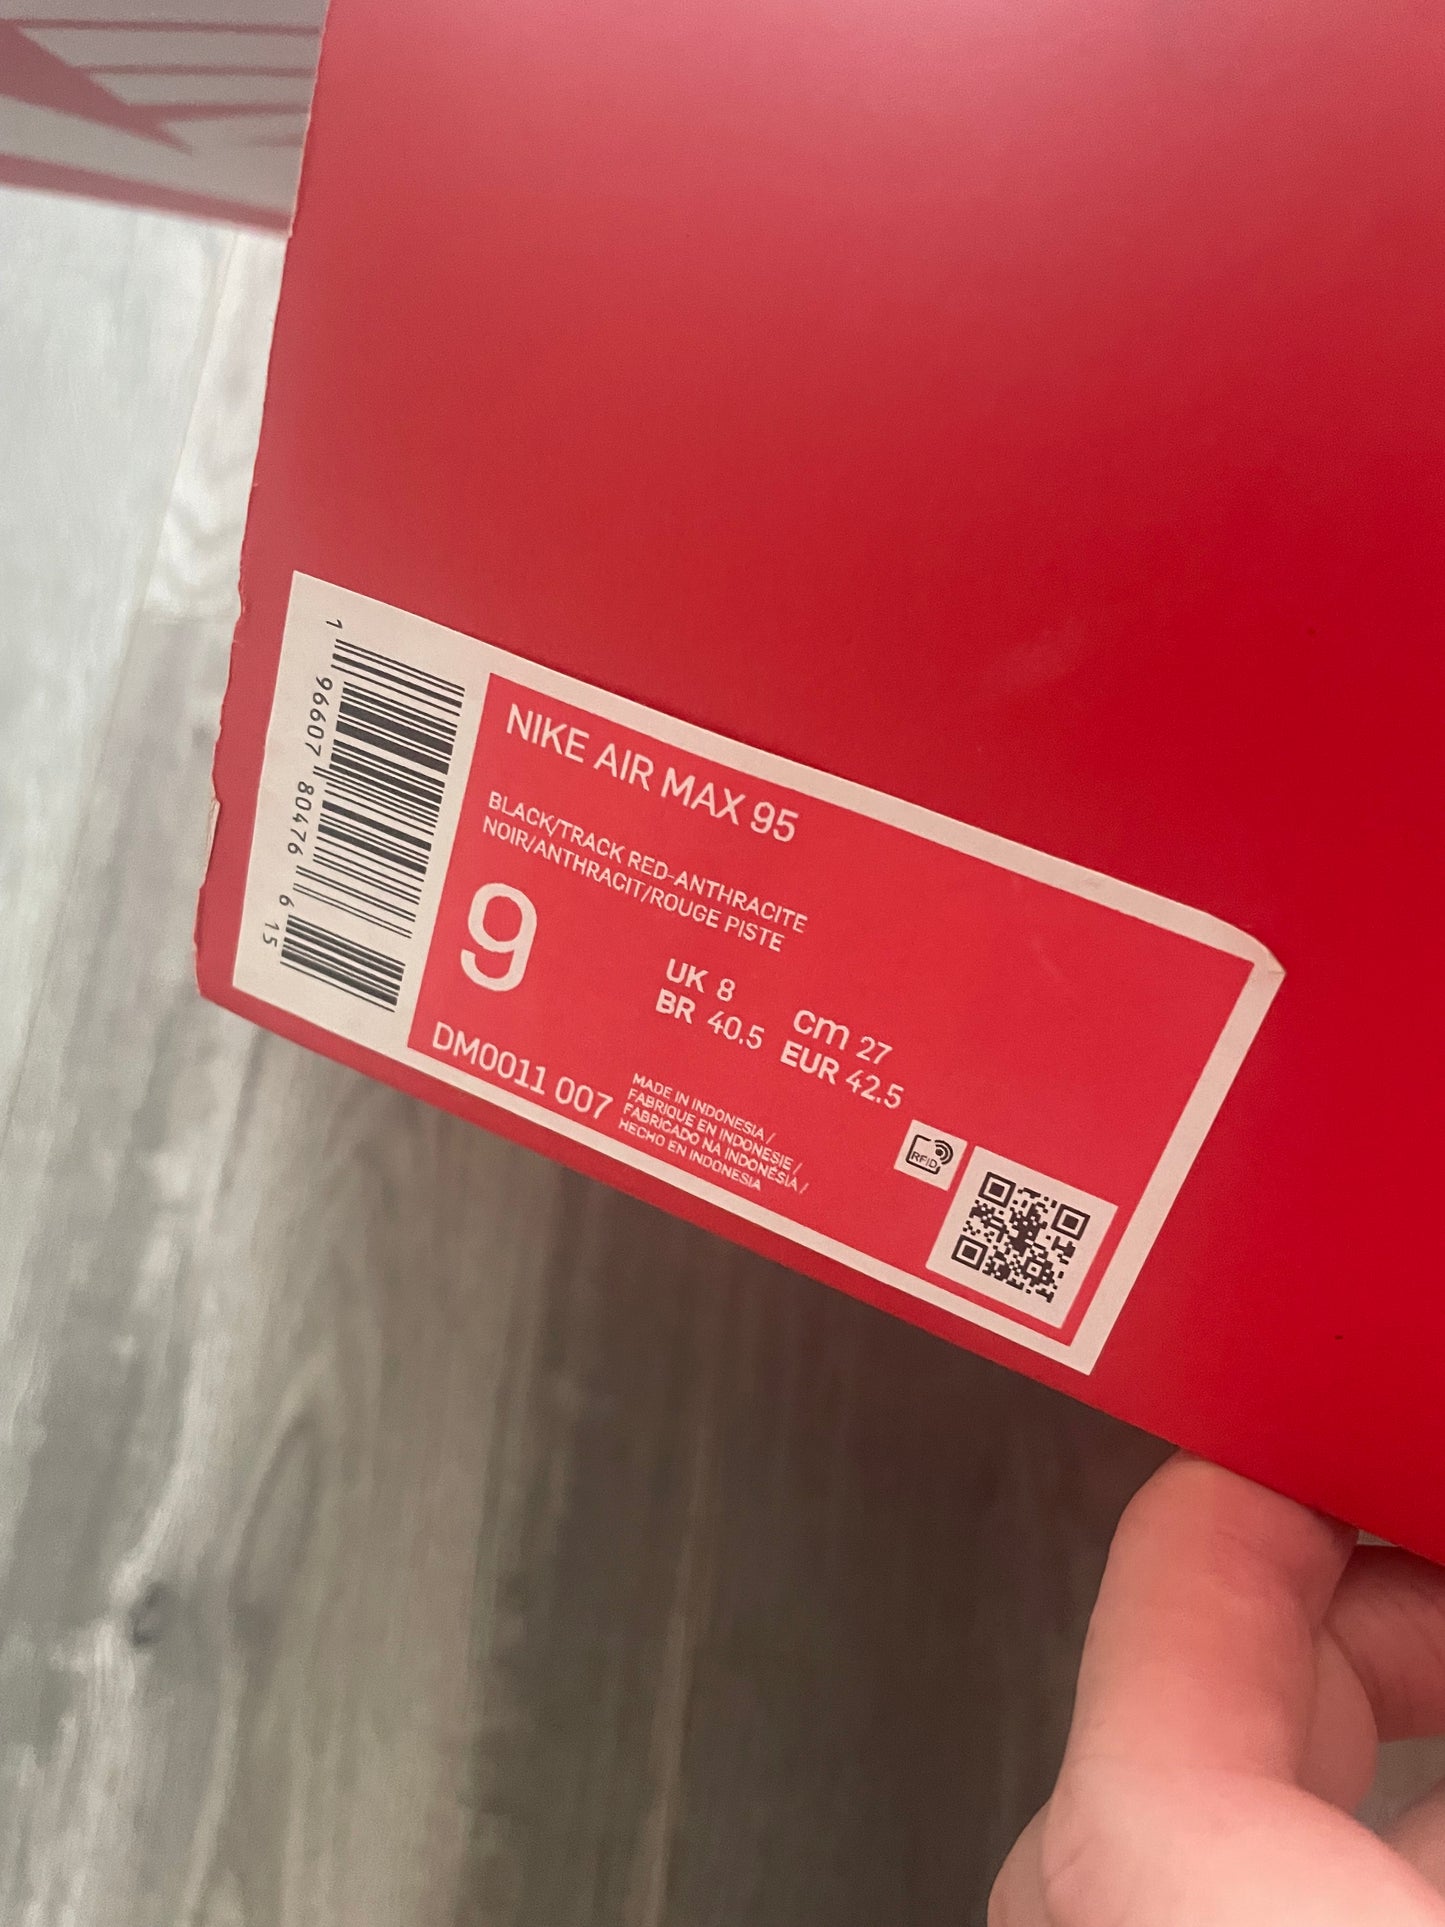 NIKE AIR MAX 95
BLACK/TRACK RED-ANTHRACITE
NOIR/ANTHRACIT/ROUGE PISTE
9
UK 8
BR 40.5
cm 27
EUR 42.5
DM0011 007
MADE IN INDONESIA/
FABRIQUE EN INDONESIE/
FABRICADO NA INDONÉSIA/
HECHO EN INDONESIA
RFID
1 96607 80476 6 15